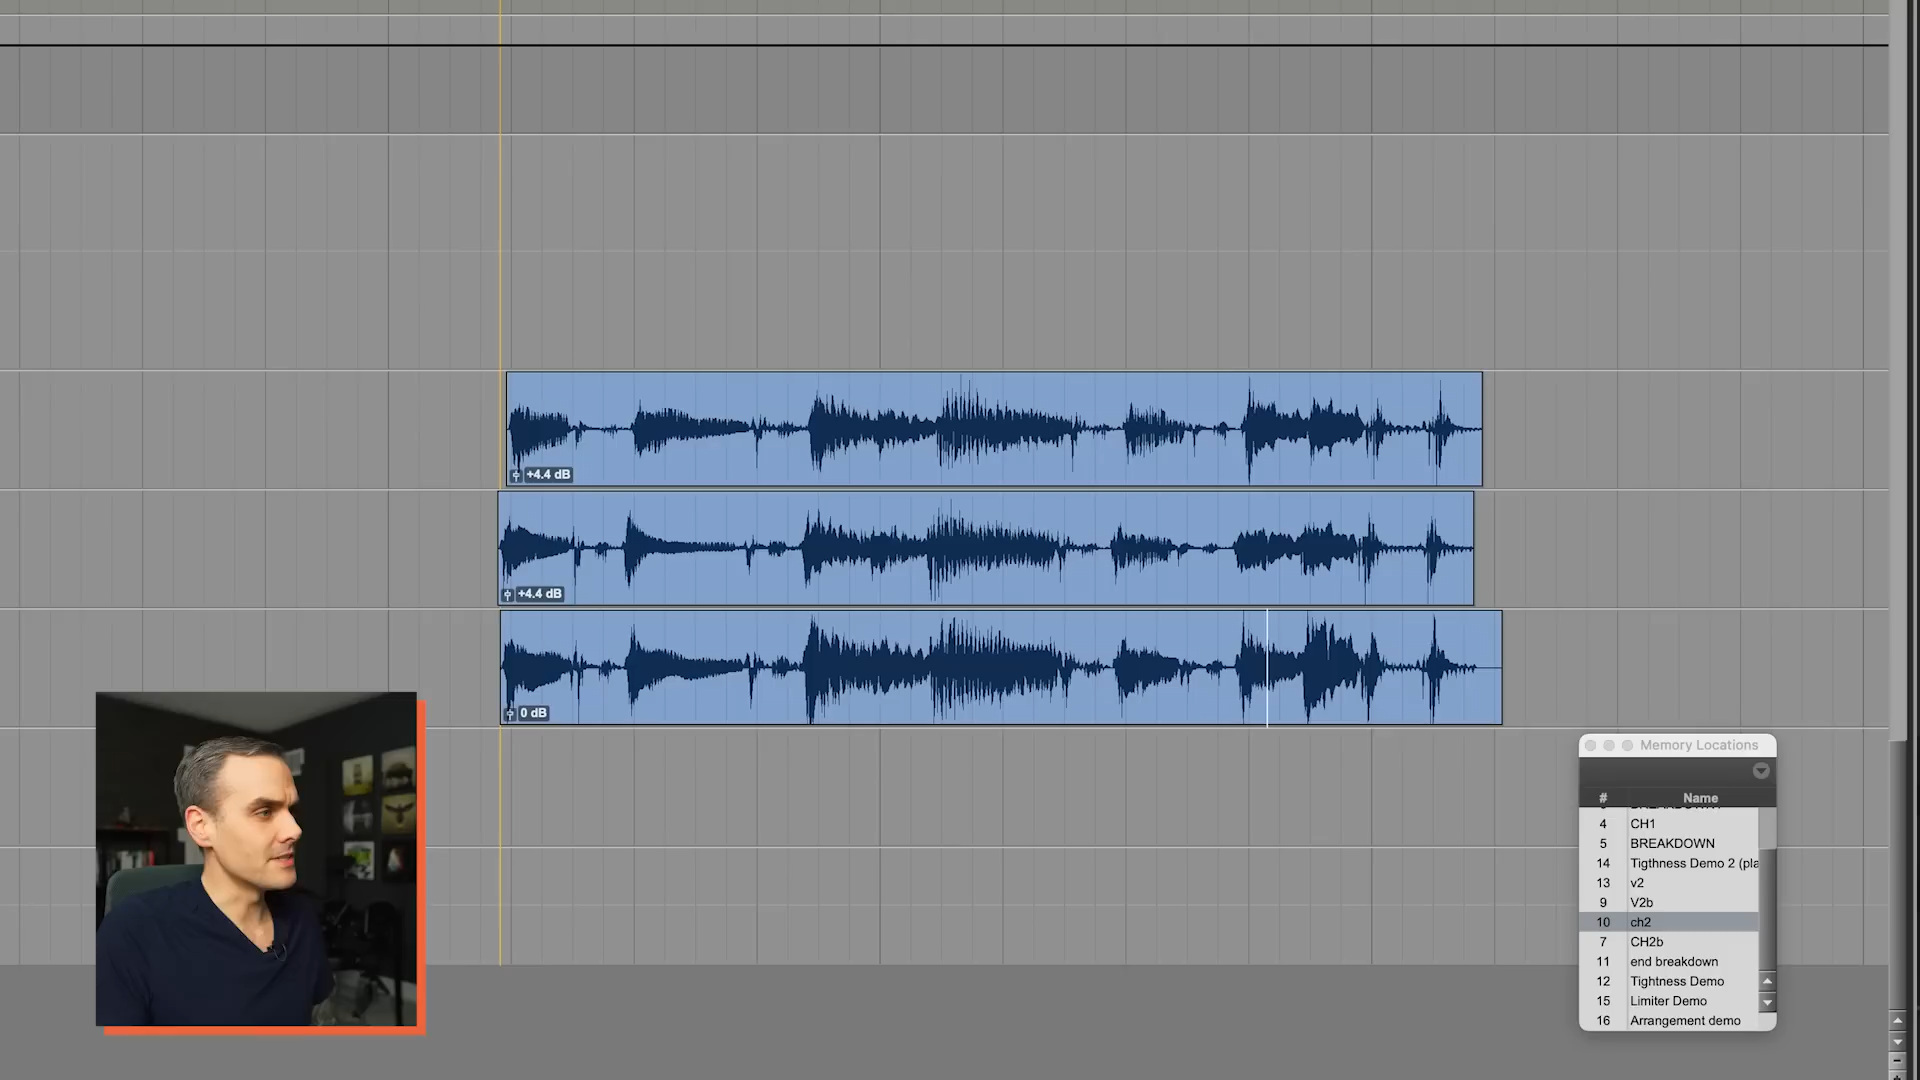 +4.4 dB
+4.4 dB
0 dB
Memory Locations
# Name
4 CH1
5 BREAKDOWN
14 Tigthness Demo 2 (pla
13 v2
9 V2b
10 ch2
7 CH2b
11 end breakdown
12 Tightness Demo
15 Limiter Demo
16 Arrangement demo